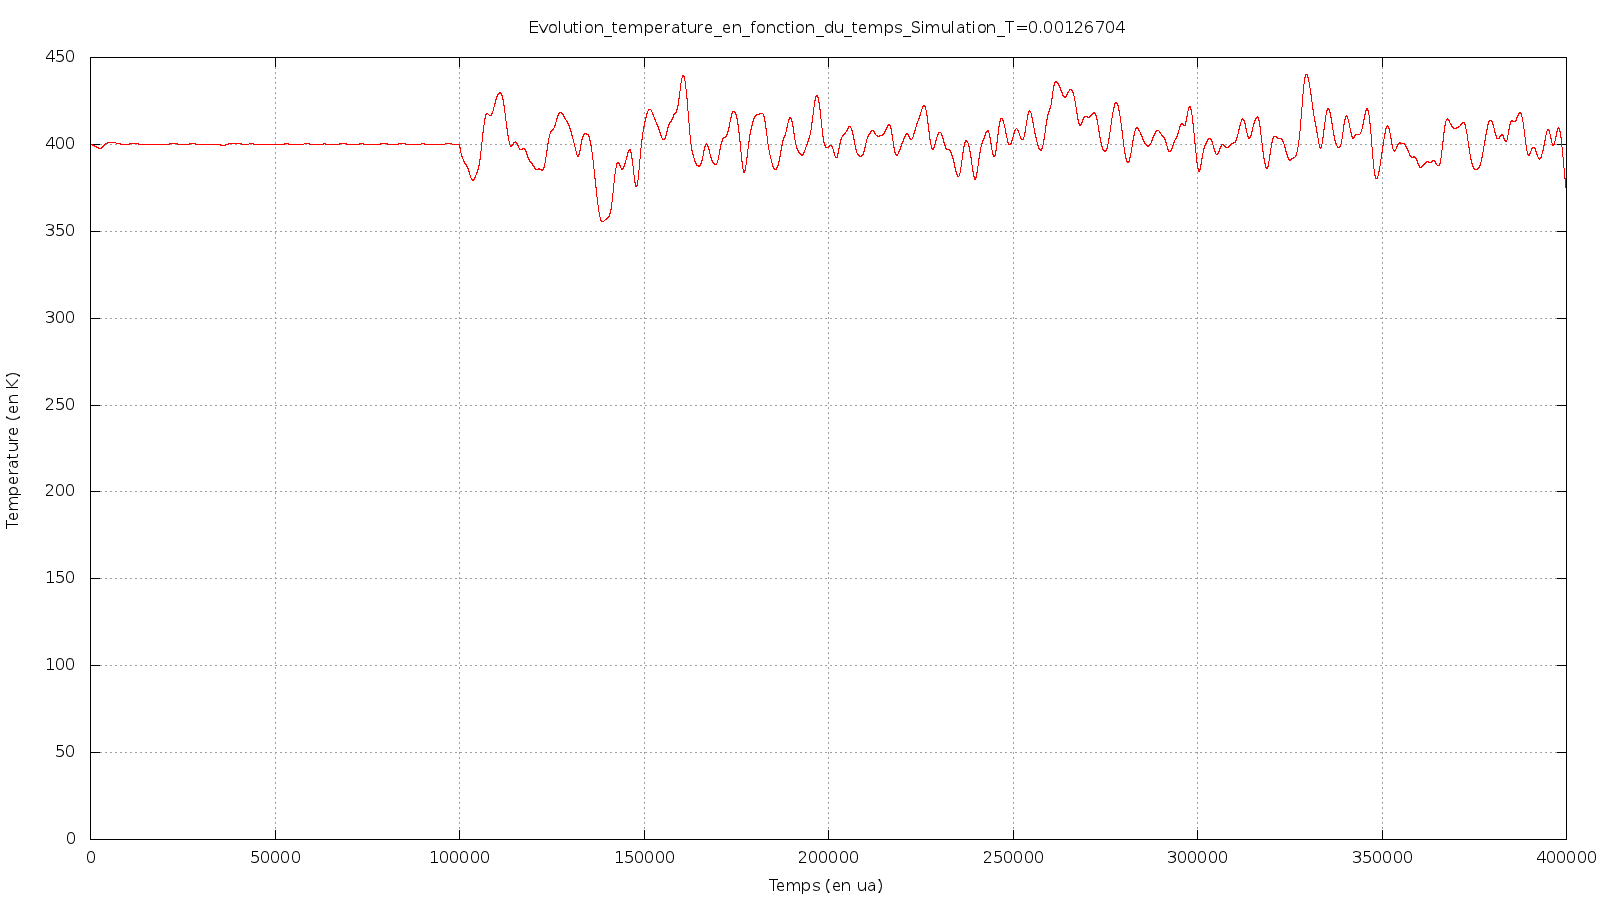 Evolution_temperature_en_fonction_du_temps_Simulation_T=0.00126704
450
400
350
300
250
200
150
100
50
0
Temperature (en K)
0 50000 100000 150000 200000 250000 300000 350000 400000
Temps (en ua)